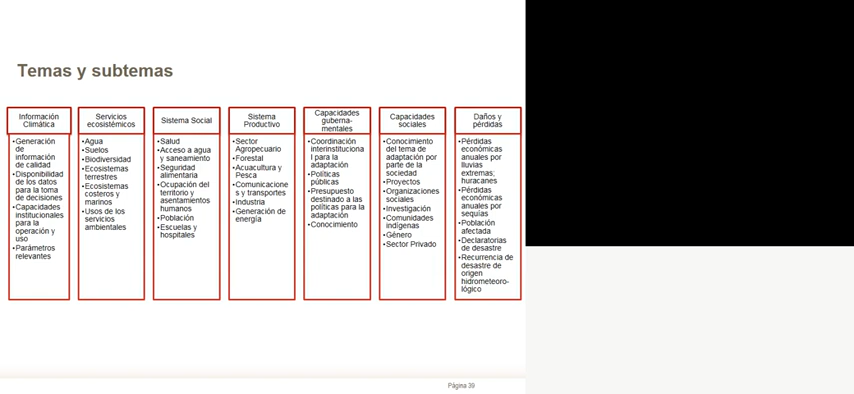 Temas y subtemas
Información
Climática
•Generación
de
información
de calidad
•Disponibilidad
de los datos
para la toma
de decisiones
•Capacidades
institucionales
para la
operación y
uso
•Parámetros
relevantes
Servicios
ecosistémicos
•Agua
•Suelos
•Biodiversidad
•Ecosistemas
terrestres
•Ecosistemas
costeros y
marinos
•Usos de los
servicios
ambientales
Sistema Social
•Salud
•Acceso a agua
y saneamiento
•Seguridad
alimentaria
•Ocupación del
territorio y
asentamientos
humanos
•Población
•Escuelas y
hospitales
Sistema
Productivo
•Sector
Agropecuario
•Forestal
•Acuacultura y
Pesca
•Comunicacione
s y transportes
•Industria
•Generación de
energía
Capacidades
guberna-
mentales
•Coordinación
interinstituciona
l para la
adaptación
•Políticas
públicas
•Presupuesto
destinado a las
políticas para la
adaptación
•Conocimiento
Capacidades
sociales
•Conocimiento
del tema de
adaptación por
parte de la
sociedad
•Proyectos
•Organizaciones
sociales
•Investigación
•Comunidades
indígenas
•Género
•Sector Privado
Daños y
pérdidas
•Pérdidas
económicas
anuales por
lluvias
extremas;
huracanes
•Pérdidas
económicas
anuales por
sequías
•Población
afectada
•Declaratorias
de desastre
•Recurrencia de
desastre de
origen
hidrometeoro-
lógico
Página 39